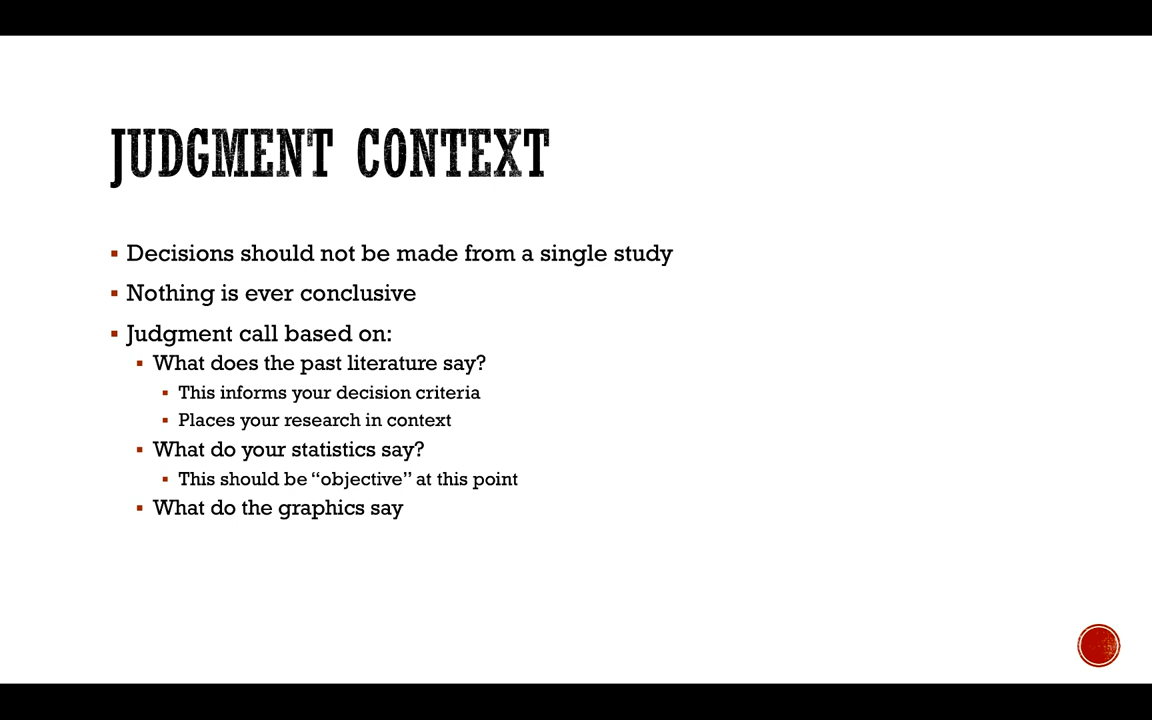 JUDGMENT CONTEXT
▪ Decisions should not be made from a single study
▪ Nothing is ever conclusive
▪ Judgment call based on:
▪ What does the past literature say?
▪ This informs your decision criteria
▪ Places your research in context
▪ What do your statistics say?
▪ This should be “objective” at this point
▪ What do the graphics say